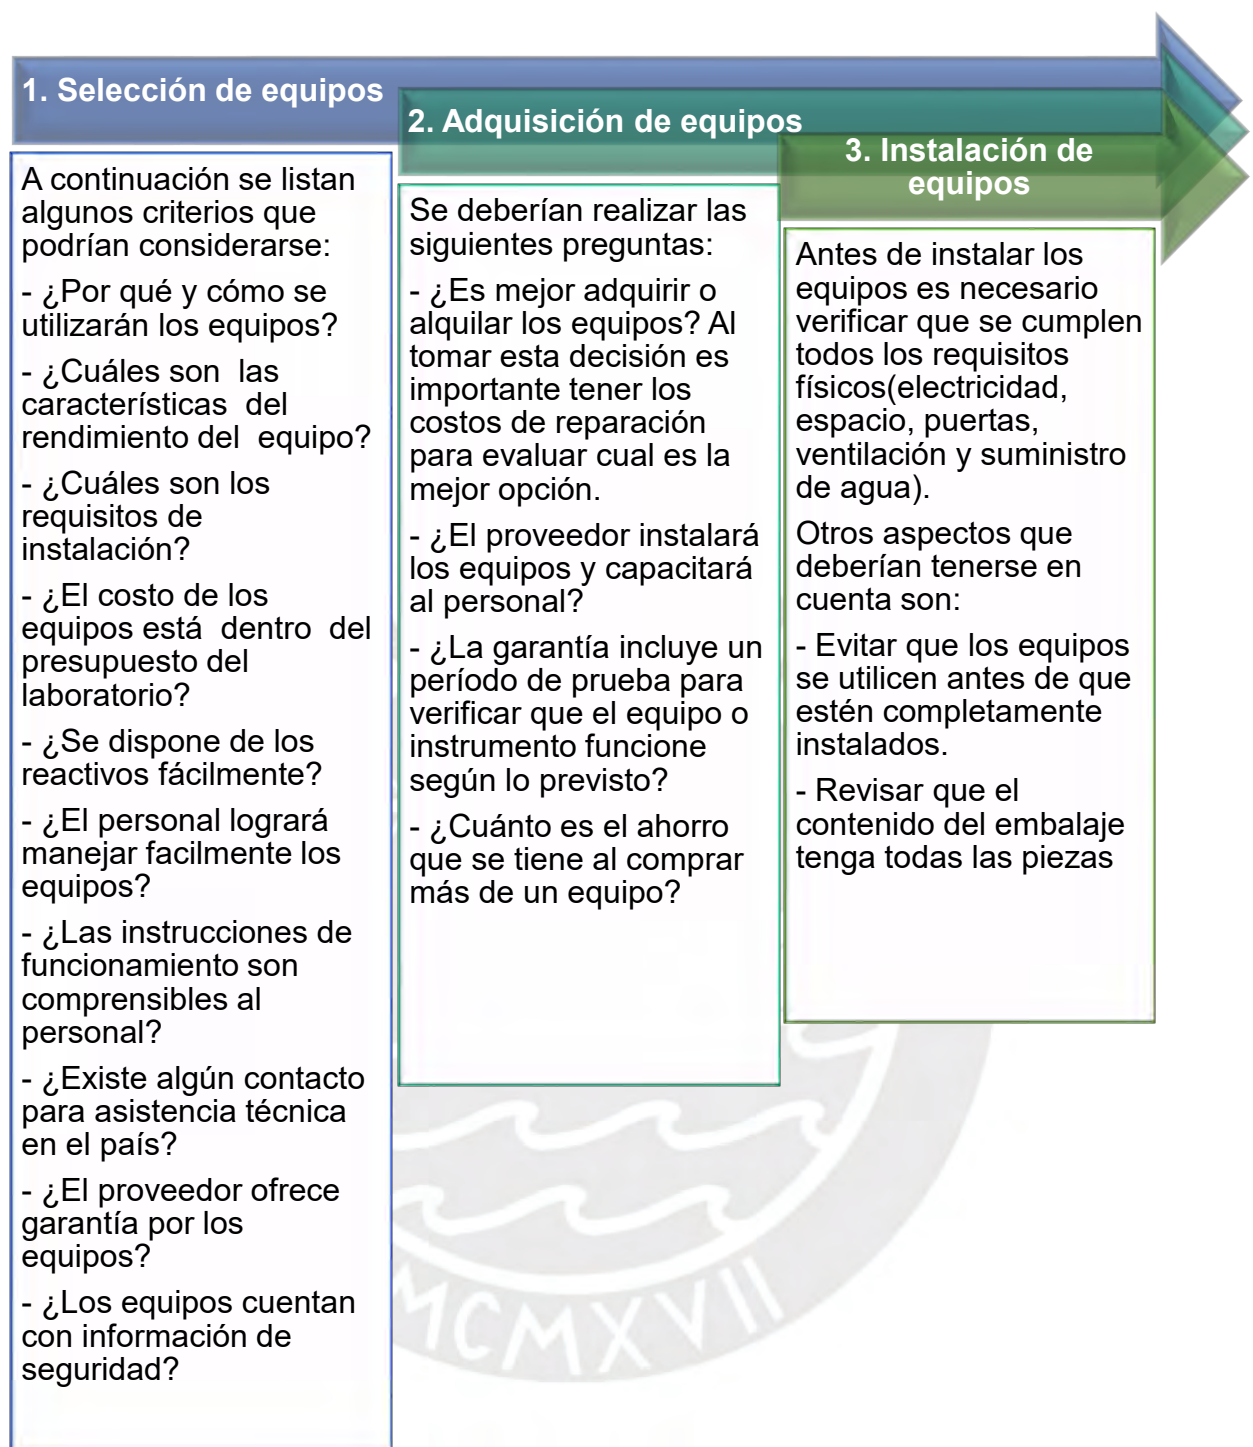 1. Selección de equipos
A continuación se listan
algunos criterios que
podrían considerarse:
- ¿Por qué y cómo se
utilizarán los equipos?
- ¿Cuáles son las
características del
rendimiento del equipo?
- ¿Cuáles son los
requisitos de
instalación?
- ¿El costo de los
equipos está dentro del
presupuesto del
laboratorio?
- ¿Se dispone de los
reactivos fácilmente?
- ¿El personal logrará
manejar facilmente los
equipos?
- ¿Las instrucciones de
funcionamiento son
comprensibles al
personal?
- ¿Existe algún contacto
para asistencia técnica
en el país?
- ¿El proveedor ofrece
garantía por los
equipos?
- ¿Los equipos cuentan
con información de
seguridad?
2. Adquisición de equipos
Se deberían realizar las
siguientes preguntas:
- ¿Es mejor adquirir o
alquilar los equipos? Al
tomar esta decisión es
importante tener los
costos de reparación
para evaluar cual es la
mejor opción.
- ¿El proveedor instalará
los equipos y capacitará
al personal?
- ¿La garantía incluye un
período de prueba para
verificar que el equipo o
instrumento funcione
según lo previsto?
- ¿Cuánto es el ahorro
que se tiene al comprar
más de un equipo?
3. Instalación de
equipos
Antes de instalar los
equipos es necesario
verificar que se cumplen
todos los requisitos
físicos(electricidad,
espacio, puertas,
ventilación y suministro
de agua).
Otros aspectos que
deberían tenerse en
cuenta son:
- Evitar que los equipos
se utilicen antes de que
estén completamente
instalados.
- Revisar que el
contenido del embalaje
tenga todas las piezas
MCMXVII